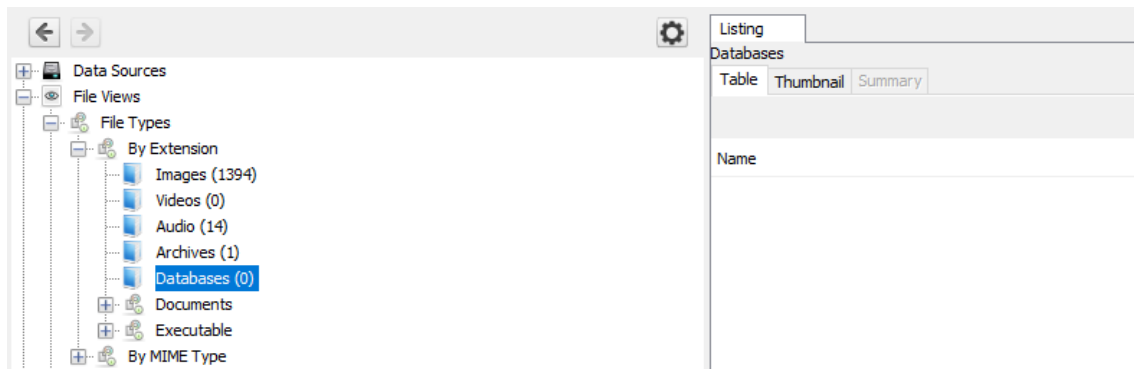 Data Sources
File Views
File Types
By Extension
Images (1394)
Videos (0)
Audio (14)
Archives (1)
Databases (0)
Documents
Executable
By MIME Type
Listing
Databases
Table Thumbnail Summary
Name